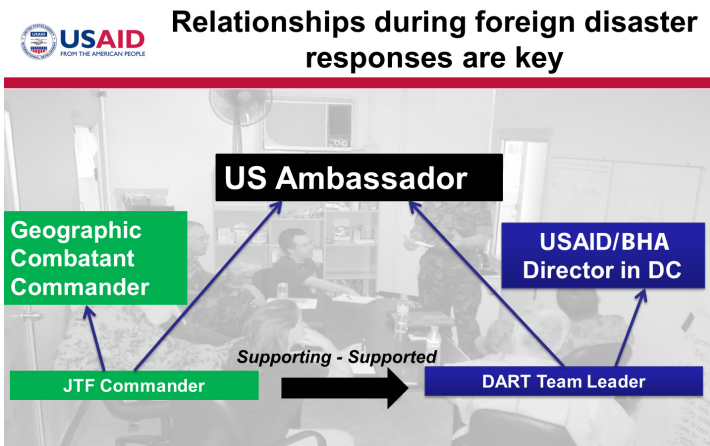 Relationships during foreign disaster
responses are key
USAID
USAID
FROM THE AMERICAN PEOPLE
US Ambassador
Geographic
Combatant
Commander
USAID/BHA
Director in DC
Supporting - Supported
JTF Commander
DART Team Leader